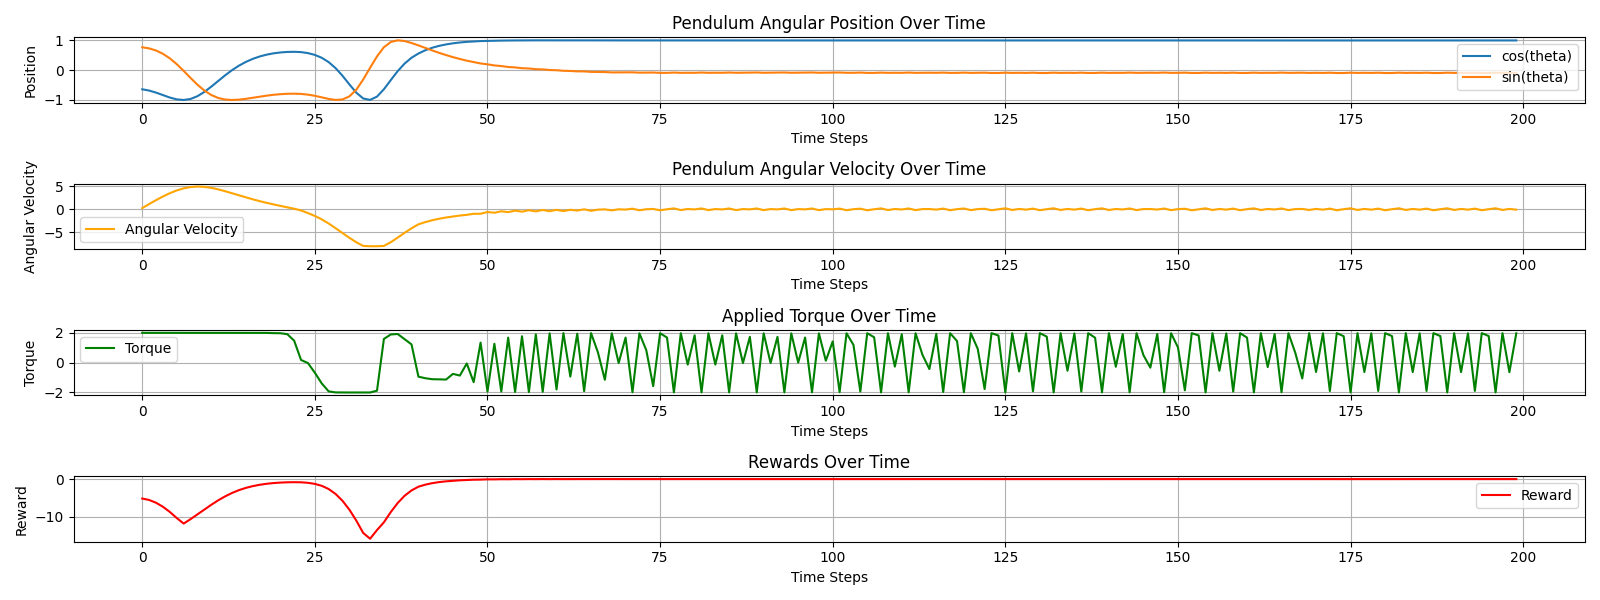 Pendulum Angular Position Over Time
Position
1
0
−1
cos(theta)
sin(theta)
0 25 50 75 100 125 150 175 200
Time Steps
Pendulum Angular Velocity Over Time
Angular Velocity
5
0
−5
Angular Velocity
0 25 50 75 100 125 150 175 200
Time Steps
Applied Torque Over Time
Torque
2
0
−2
Torque
0 25 50 75 100 125 150 175 200
Time Steps
Rewards Over Time
Reward
0
−10
Reward
0 25 50 75 100 125 150 175 200
Time Steps